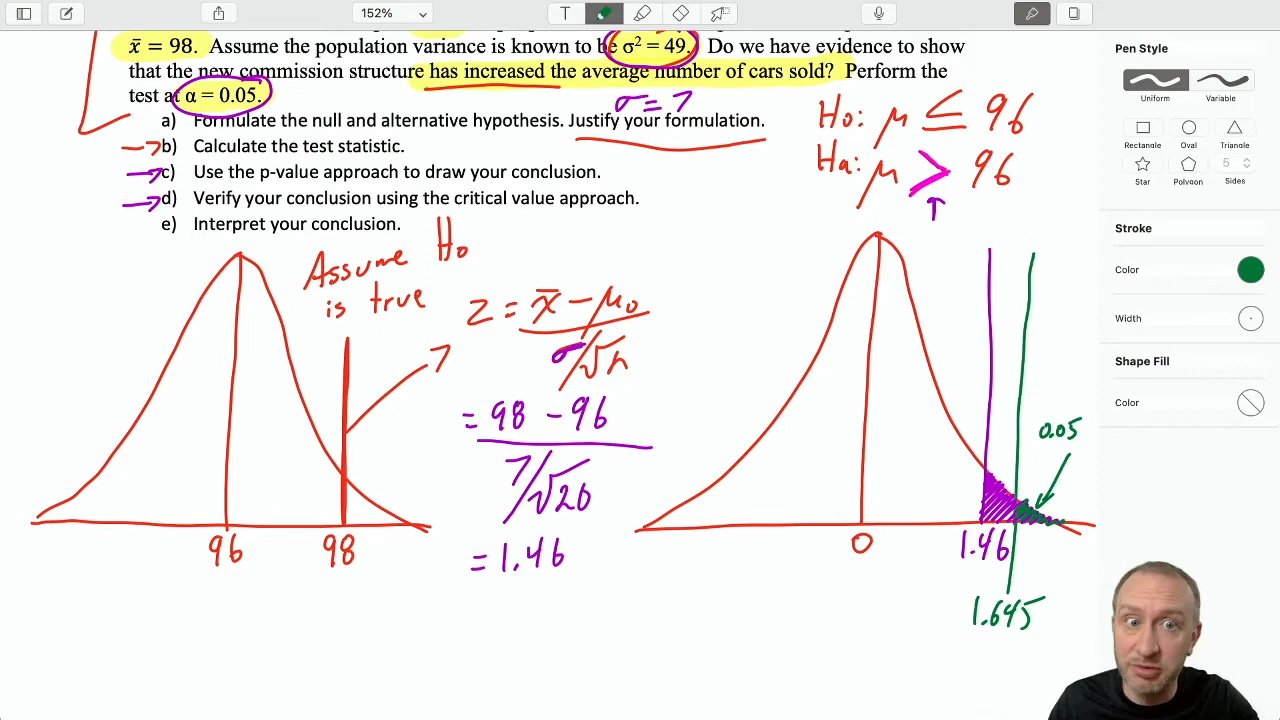 152%
T
x̄ = 98. Assume the population variance is known to be σ² = 49. Do we have evidence to show
that the new commission structure has increased the average number of cars sold? Perform the
test at α = 0.05.
σ = 7
a) Formulate the null and alternative hypothesis. Justify your formulation.
b) Calculate the test statistic.
c) Use the p-value approach to draw your conclusion.
d) Verify your conclusion using the critical value approach.
e) Interpret your conclusion.
Ho: μ ≤ 96
Ha: μ > 96
Assume Ho
is true
96
98
z = x̄ - μ₀
σ/√n
= 98 - 96
7/√26
= 1.46
0.05
0
1.46
1.645
Pen Style
Uniform
Variable
Rectangle
Oval
Triangle
Star
Polygon
5
Sides
Stroke
Color
Width
Shape Fill
Color